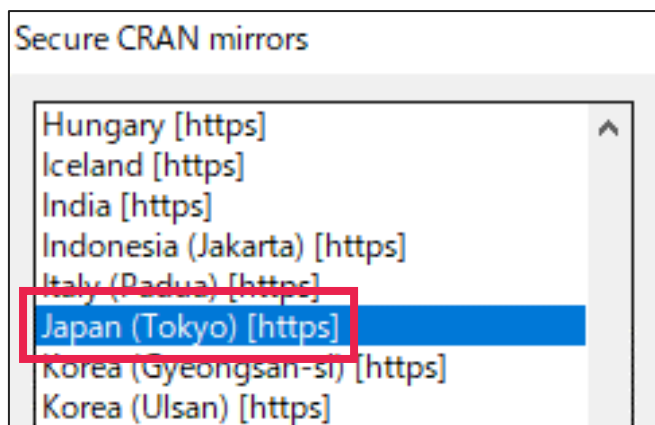 Secure CRAN mirrors
Hungary [https]
Iceland [https]
India [https]
Indonesia (Jakarta) [https]
Italy (Padua) [https]
Japan (Tokyo) [https]
Korea (Gyeongsan-si) [https]
Korea (Ulsan) [https]